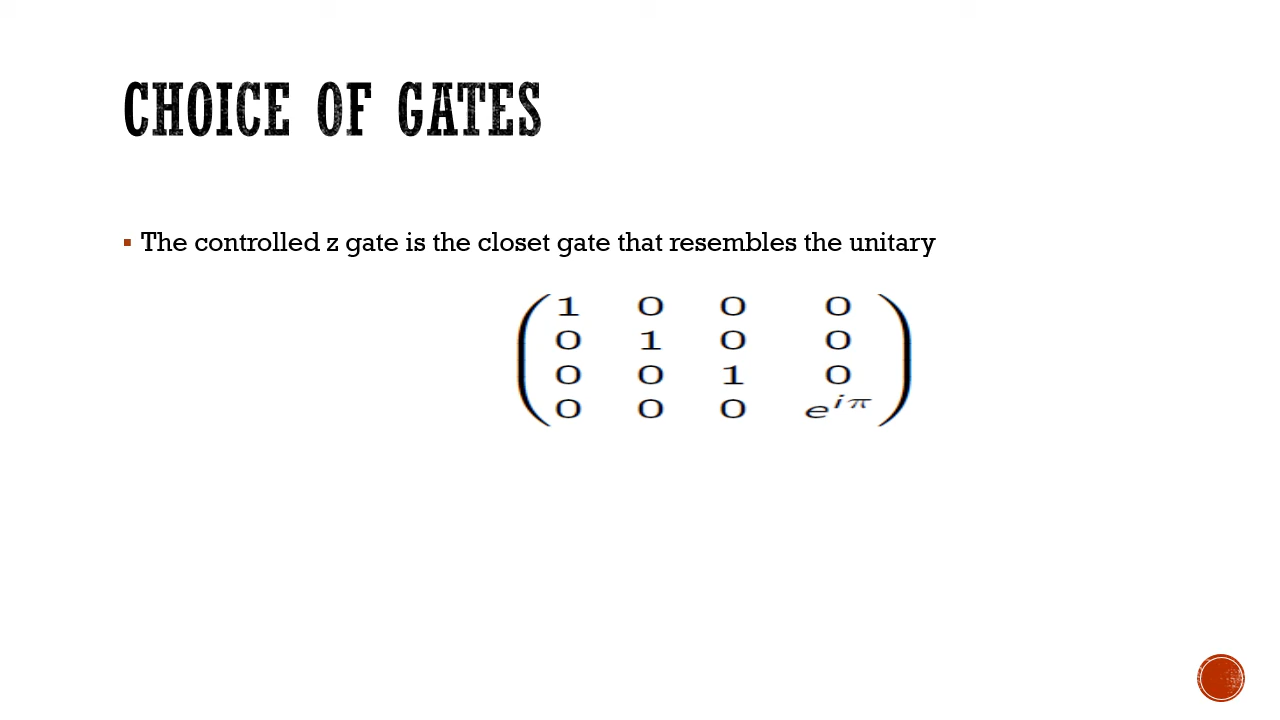 CHOICE OF GATES
▪ The controlled z gate is the closet gate that resembles the unitary
1 0 0 0
0 1 0 0
0 0 1 0
0 0 0 e^{iπ}